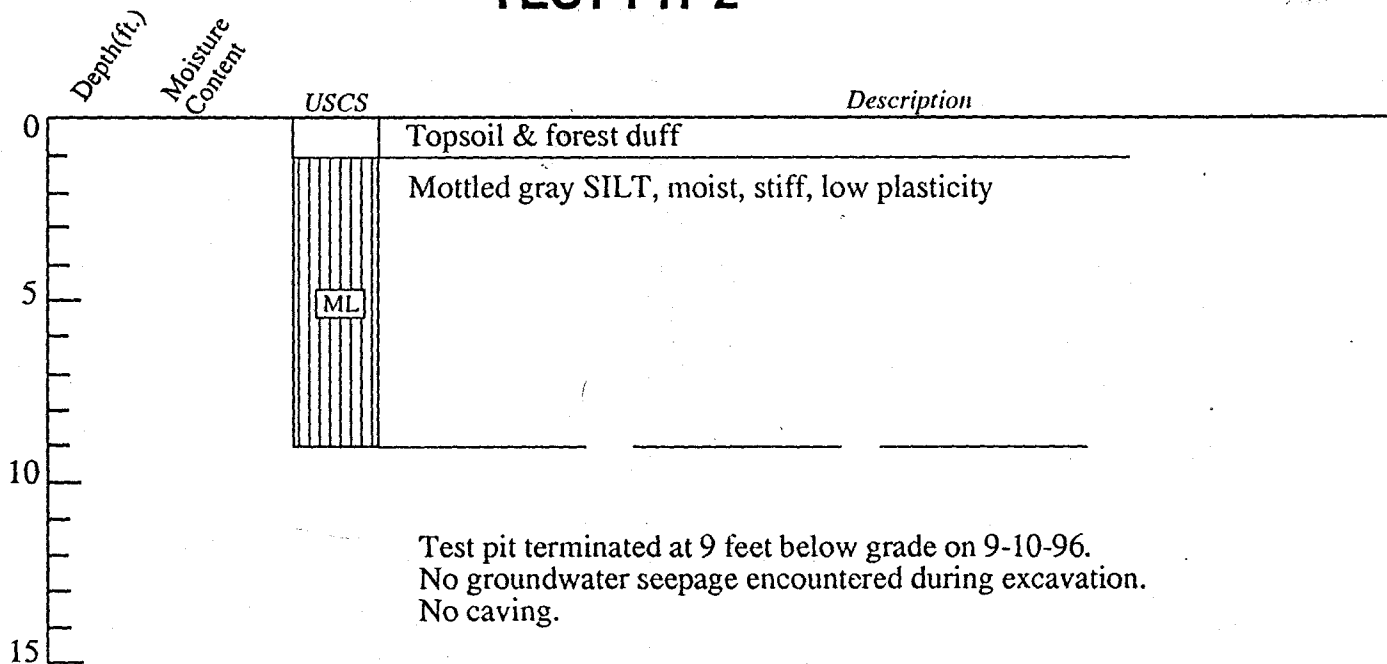 TEST PIT 2
Depth(ft.)
Moisture
Content
USCS
Description
0
Topsoil & forest duff
Mottled gray SILT, moist, stiff, low plasticity
5
ML
10
Test pit terminated at 9 feet below grade on 9-10-96.
No groundwater seepage encountered during excavation.
No caving.
15